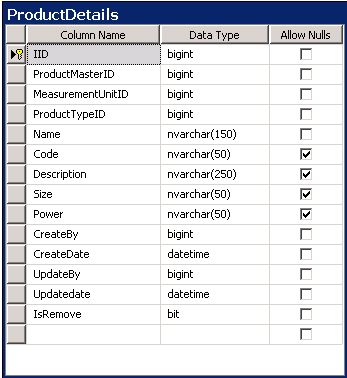 ProductDetails
Column Name Data Type Allow Nulls
IID bigint
ProductMasterID bigint
MeasurementUnitID bigint
ProductTypeID bigint
Name nvarchar(150)
Code nvarchar(50)
Description nvarchar(250)
Size nvarchar(50)
Power nvarchar(50)
CreateBy bigint
CreateDate datetime
UpdateBy bigint
Updatedate datetime
IsRemove bit